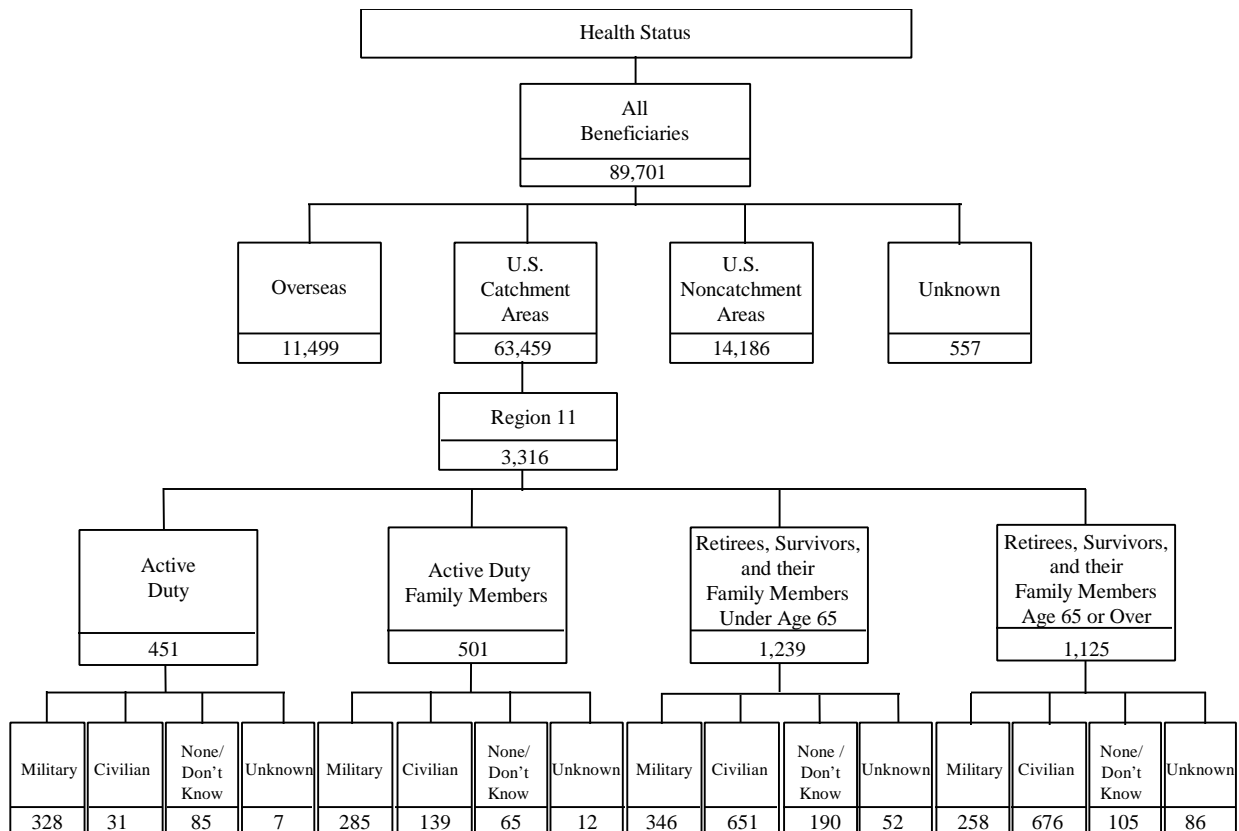 Health Status
All
Beneficiaries
89,701
Overseas
11,499
U.S.
Catchment
Areas
63,459
U.S.
Noncatchment
Areas
14,186
Unknown
557
Region 11
3,316
Active
Duty
451
Active Duty
Family Members
501
Retirees, Survivors,
and their
Family Members
Under Age 65
1,239
Retirees, Survivors,
and their
Family Members
Age 65 or Over
1,125
Military
328
Civilian
31
None/
Don't
Know
85
Unknown
7
Military
285
Civilian
139
None/
Don't
Know
65
Unknown
12
Military
346
Civilian
651
None /
Don't
Know
190
Unknown
52
Military
258
Civilian
676
None/
Don't
Know
105
Unknown
86